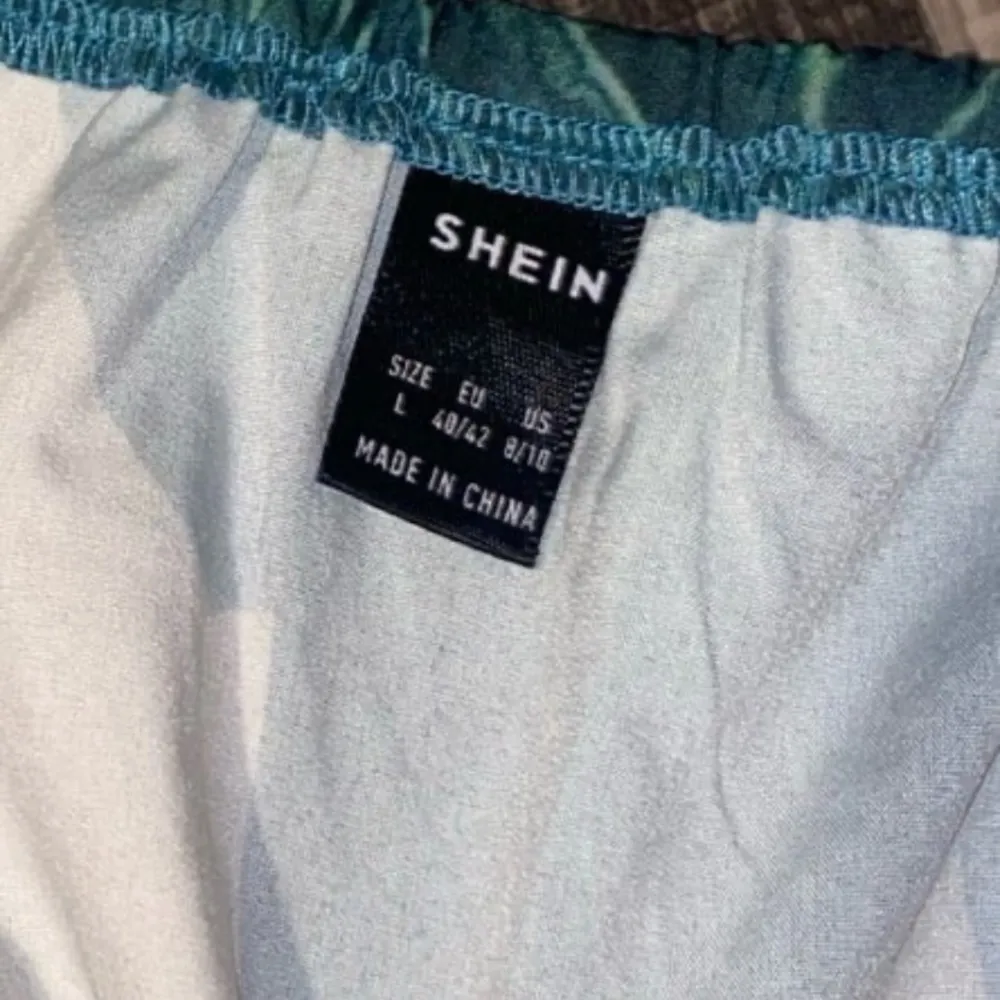 SHEIN
SIZE EU US
L 40/42 8/10
MADE IN CHINA